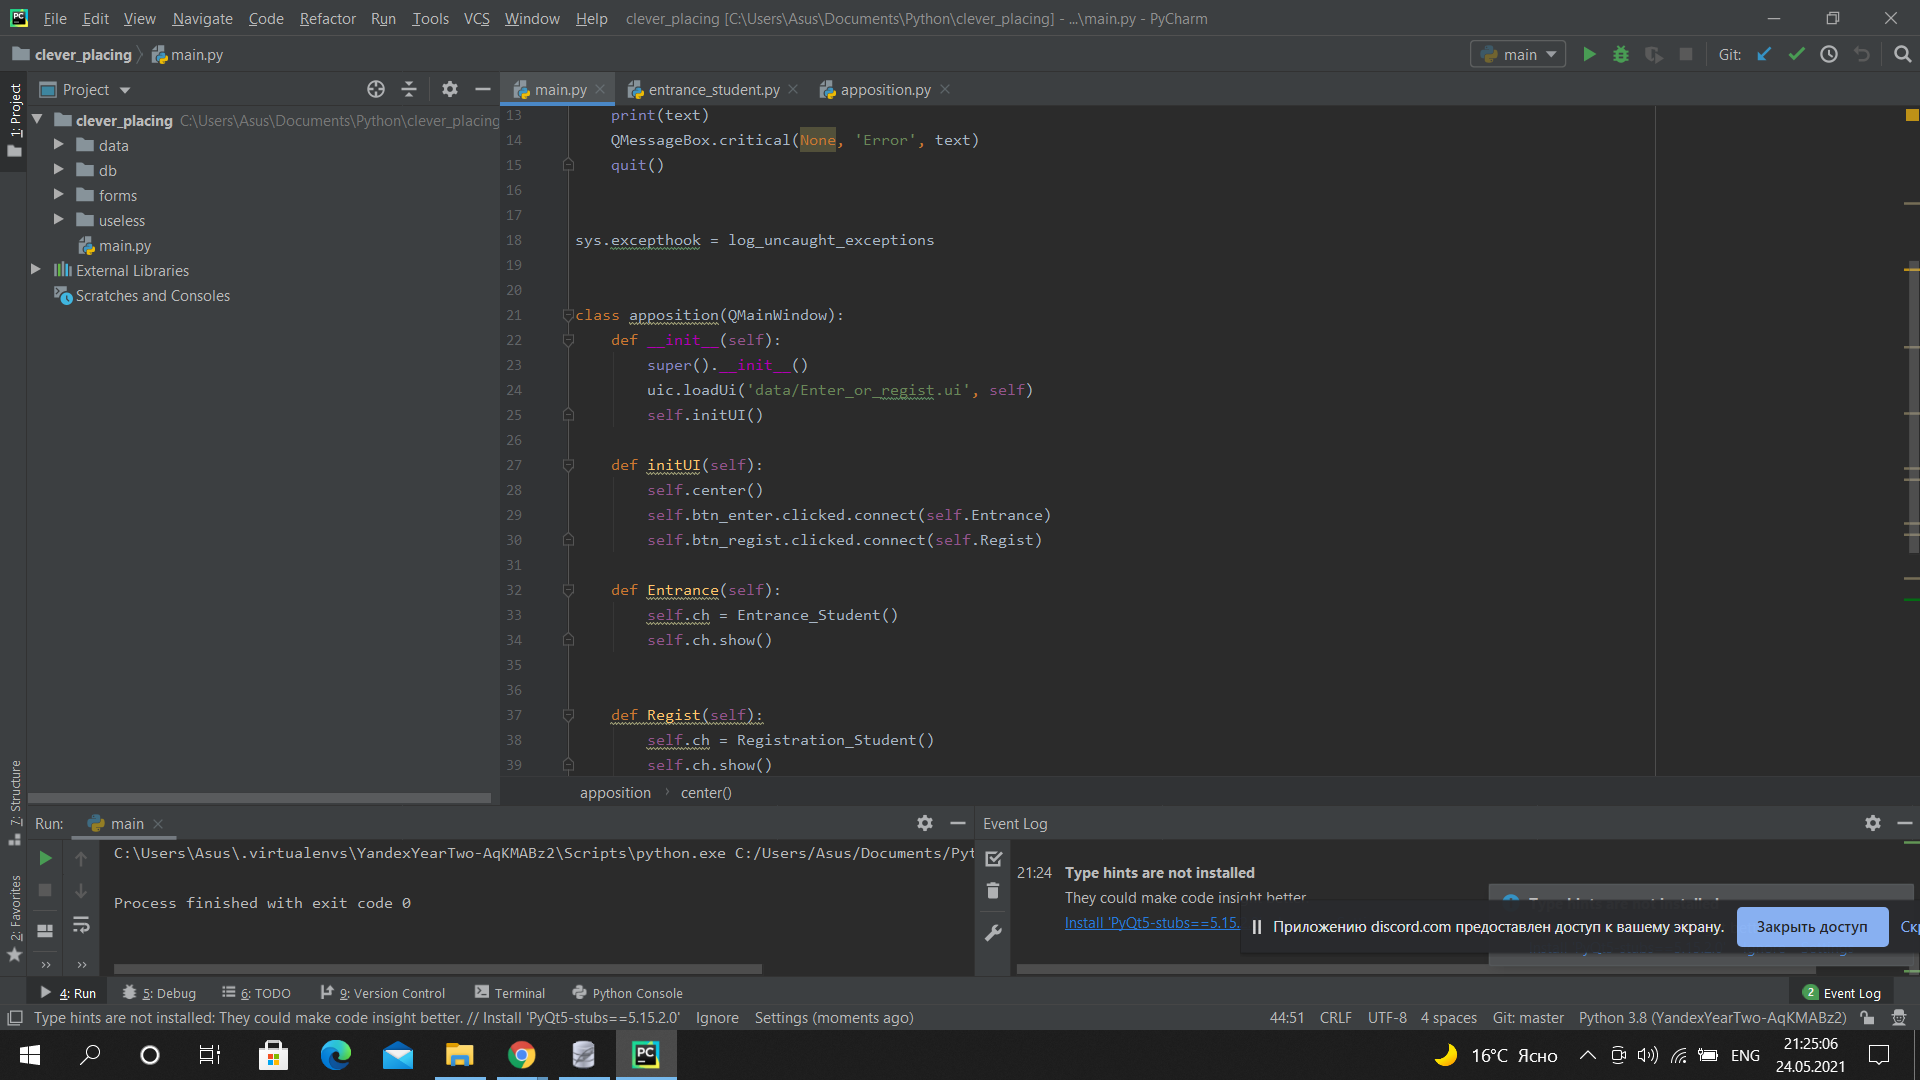 File Edit View Navigate Code Refactor Run Tools VCS Window Help clever_placing [C:\Users\Asus\Documents\Python\clever_placing] - ...\main.py - PyCharm
clever_placing main.py
main Git:
1: Project
Project
main.py entrance_student.py apposition.py
clever_placing C:\Users\Asus\Documents\Python\clever_placing
data
db
forms
useless
main.py
External Libraries
Scratches and Consoles
13 print(text)
14 QMessageBox.critical(None, 'Error', text)
15 quit()
16
17
18 sys.excepthook = log_uncaught_exceptions
19
20
21 class apposition(QMainWindow):
22 def __init__(self):
23 super().__init__()
24 uic.loadUi('data/Enter_or_regist.ui', self)
25 self.initUI()
26
27 def initUI(self):
28 self.center()
29 self.btn_enter.clicked.connect(self.Entrance)
30 self.btn_regist.clicked.connect(self.Regist)
31
32 def Entrance(self):
33 self.ch = Entrance_Student()
34 self.ch.show()
35
36
37 def Regist(self):
38 self.ch = Registration_Student()
39 self.ch.show()
apposition center()
7: Structure
2: Favorites
Run: main
C:\Users\Asus\.virtualenvs\YandexYearTwo-AqKMABz2\Scripts\python.exe C:/Users/Asus/Documents/Pyt
Process finished with exit code 0
Event Log
21:24 Type hints are not installed
They could make code insight better.
Install 'PyQt5-stubs==5.15.
Приложению discord.com предоставлен доступ к вашему экрану. Закрыть доступ Скр
4: Run 5: Debug 6: TODO 9: Version Control Terminal Python Console 2 Event Log
Type hints are not installed: They could make code insight better. // Install 'PyQt5-stubs==5.15.2.0' Ignore Settings (moments ago) 44:51 CRLF UTF-8 4 spaces Git: master Python 3.8 (YandexYearTwo-AqKMABz2)
16°C Ясно ENG 21:25:06
24.05.2021